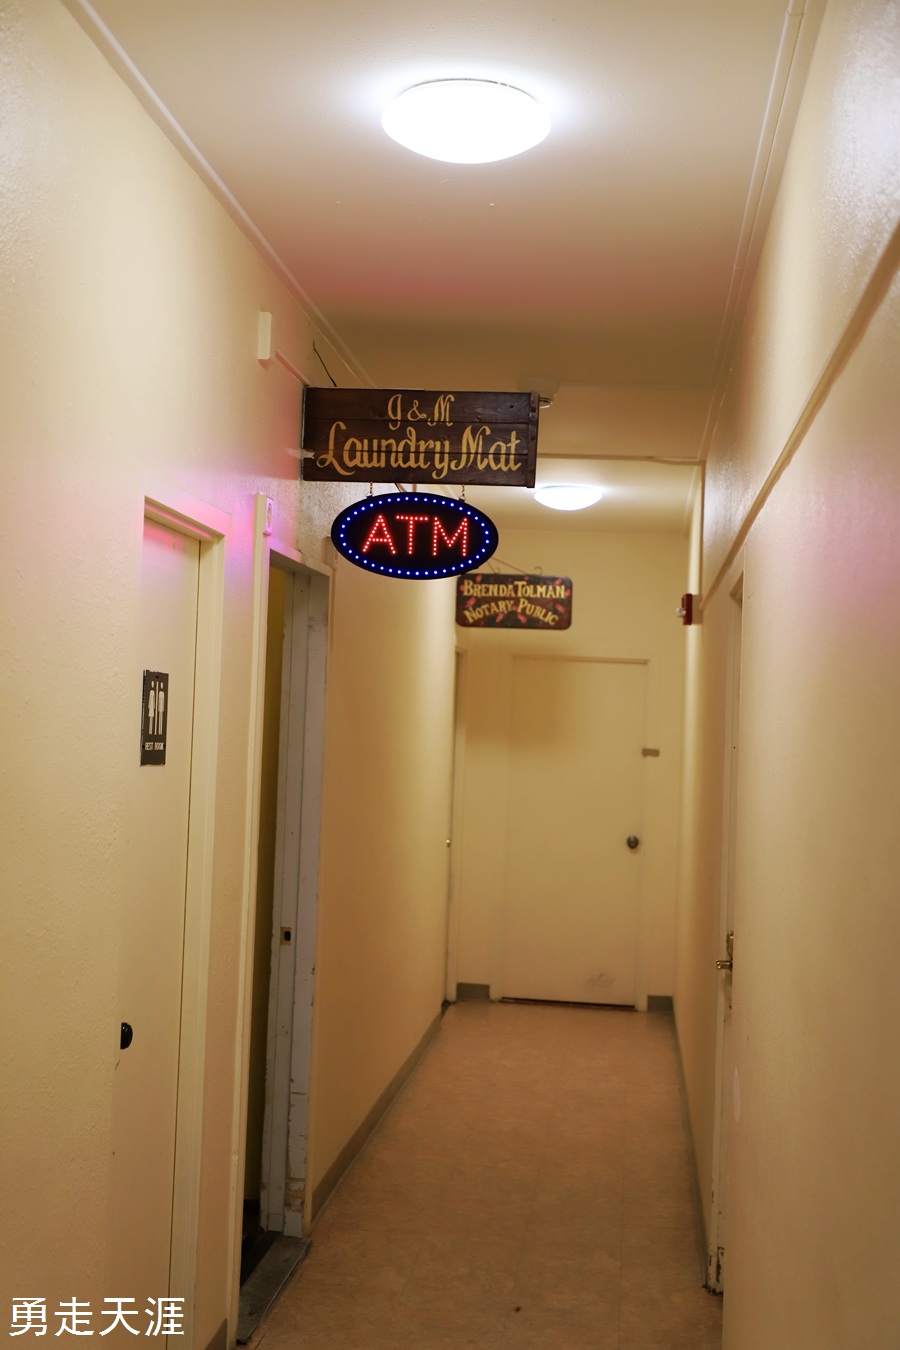 J & M
Laundry Mat
ATM
BRENDA TOLMAN
NOTARY PUBLIC
REST ROOM
勇走天涯